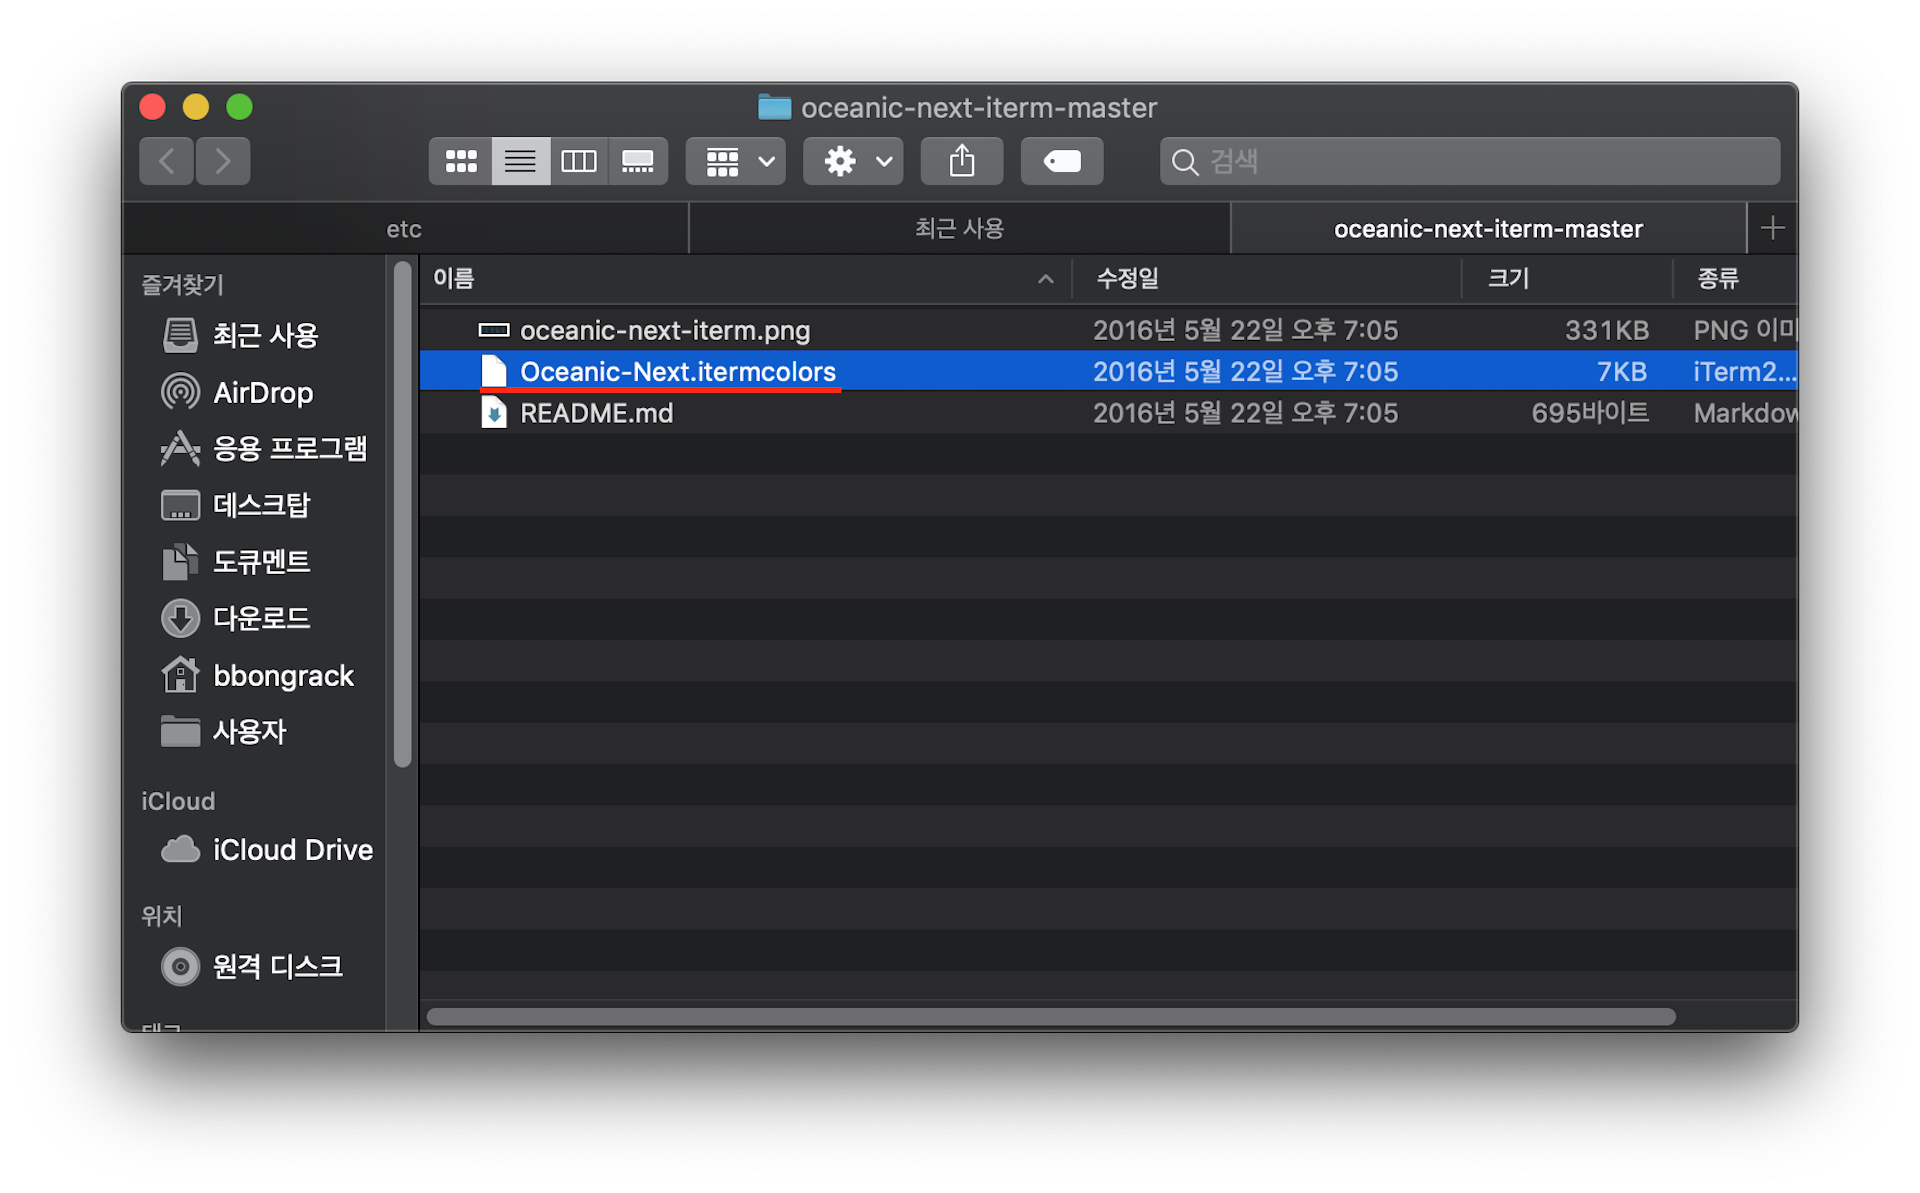 oceanic-next-iterm-master
검색
etc
최근 사용
oceanic-next-iterm-master
즐겨찾기
최근 사용
AirDrop
응용 프로그램
데스크탑
도큐멘트
다운로드
bbongrack
사용자
iCloud
iCloud Drive
위치
원격 디스크
태그
이름 수정일 크기 종류
oceanic-next-iterm.png 2016년 5월 22일 오후 7:05 331KB PNG 이미
Oceanic-Next.itermcolors 2016년 5월 22일 오후 7:05 7KB iTerm2...
README.md 2016년 5월 22일 오후 7:05 695바이트 Markdow